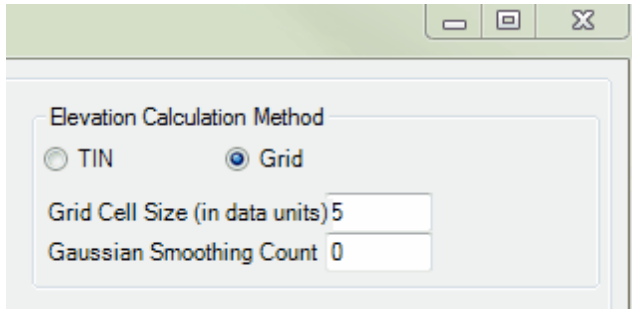 Elevation Calculation Method
TIN Grid
Grid Cell Size (in data units) 5
Gaussian Smoothing Count 0